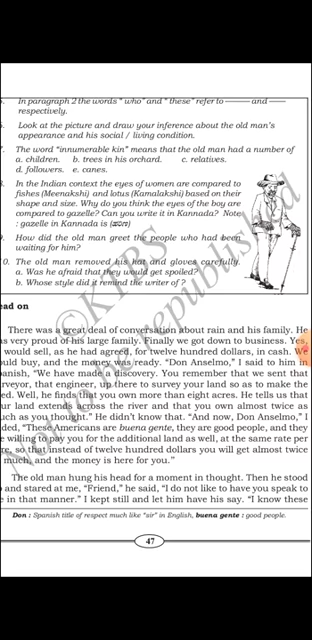 In paragraph 2 the words " who" and " these" refer to ——— and ——
respectively.
Look at the picture and draw your inference about the old man's
appearance and his social / living condition.
The word "innumerable kin" means that the old man had a number of
a. children. b. trees in his orchard. c. relatives.
d. followers. e. canes.
In the Indian context the eyes of women are compared to
fishes (Meenakshi) and lotus (Kamalakshi) based on their
shape and size. Why do you think the eyes of the boy are
compared to gazelle? Can you write it in Kannada? Note
: gazelle in Kannada is
How did the old man greet the people who had been
waiting for him?
10. The old man removed his hat and gloves carefully.
a. Was he afraid that they would get spoiled?
b. Whose style did it remind the writer of ?
ead on
There was a great deal of conversation about rain and his family. He
as very proud of his large family. Finally we got down to business. Yes,
would sell, as he had agreed, for twelve hundred dollars, in cash. We
uld buy, and the money was ready. "Don Anselmo," I said to him in
panish, "We have made a discovery. You remember that we sent that
rveyor, that engineer, up there to survey your land so as to make the
ed. Well, he finds that you own more than eight acres. He tells us that
ur land extends across the river and that you own almost twice as
uch as you thought." He didn't know that. "And now, Don Anselmo," I
ded, "These Americans are buena gente, they are good people, and they
e willing to pay you for the additional land as well, at the same rate per
re, so that instead of twelve hundred dollars you will get almost twice
much, and the money is here for you."
The old man hung his head for a moment in thought. Then he stood
and stared at me, "Friend," he said, "I do not like to have you speak to
e in that manner." I kept still and let him have his say. "I know these
Don : Spanish title of respect much like "sir" in English, buena gente : good people.
47
©KTBS
Not to be republished